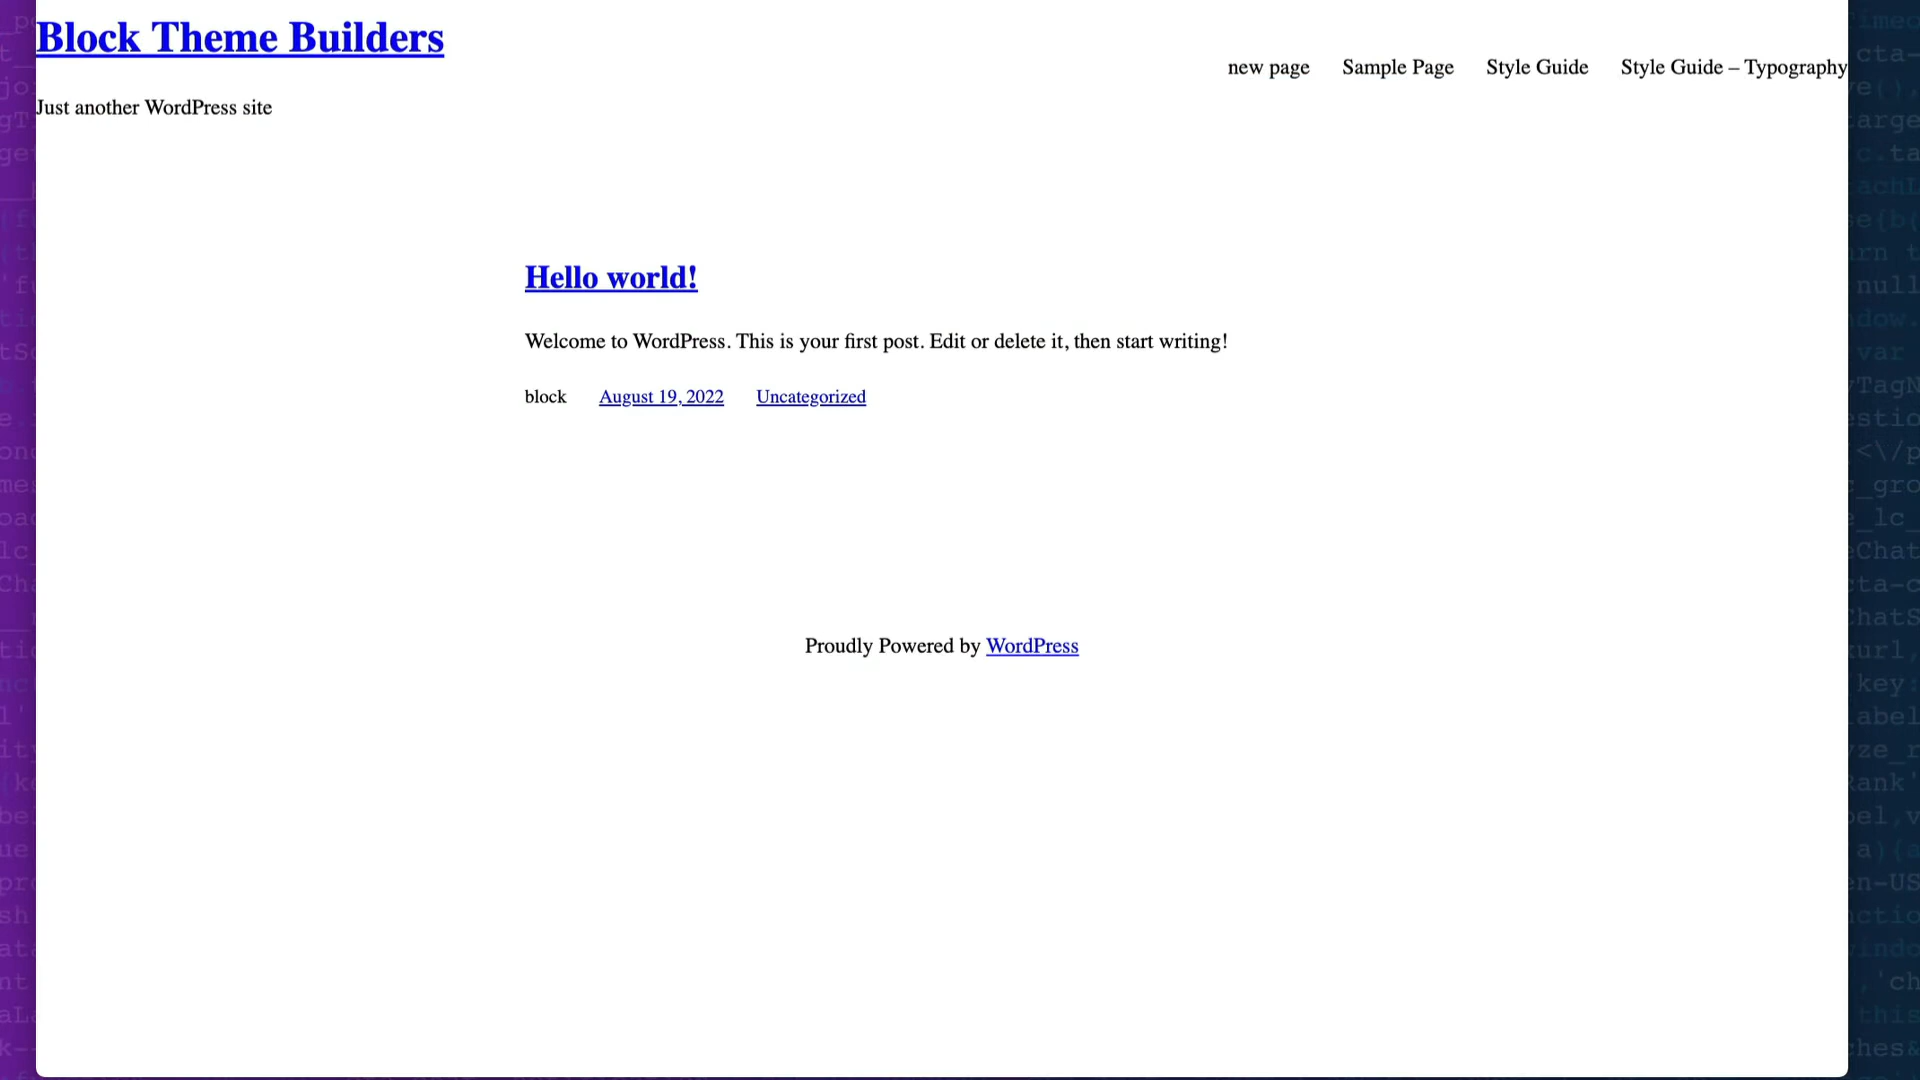 Block Theme Builders
new page Sample Page Style Guide Style Guide – Typography
Just another WordPress site
Hello world!
Welcome to WordPress. This is your first post. Edit or delete it, then start writing!
block August 19, 2022 Uncategorized
Proudly Powered by WordPress